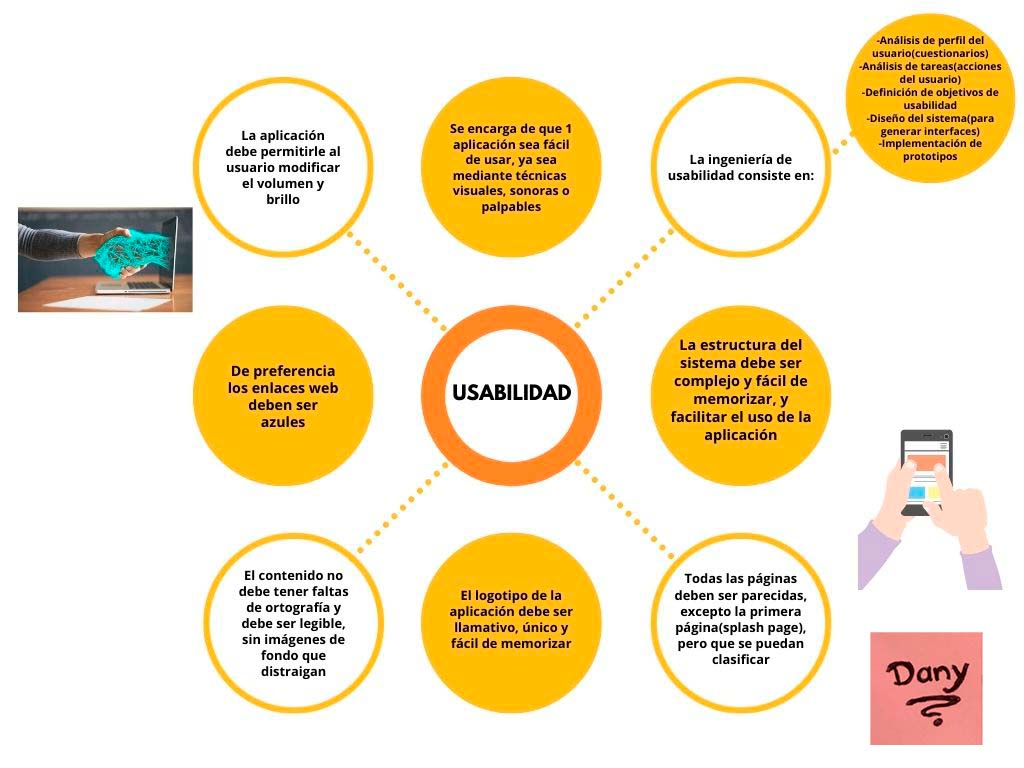 -Análisis de perfil del
usuario(cuestionarios)
-Análisis de tareas(acciones
del usuario)
-Definición de objetivos de
usabilidad
-Diseño del sistema(para
generar interfaces)
-Implementación de
prototipos
La aplicación
debe permitirle al
usuario modificar
el volumen y
brillo
Se encarga de que 1
aplicación sea fácil
de usar, ya sea
mediante técnicas
visuales, sonoras o
palpables
La ingeniería de
usabilidad consiste en:
De preferencia
los enlaces web
deben ser
azules
USABILIDAD
La estructura del
sistema debe ser
complejo y fácil de
memorizar, y
facilitar el uso de la
aplicación
El contenido no
debe tener faltas
de ortografía y
debe ser legible,
sin imágenes de
fondo que
distraigan
El logotipo de la
aplicación debe ser
llamativo, único y
fácil de memorizar
Todas las páginas
deben ser parecidas,
excepto la primera
página(splash page),
pero que se puedan
clasificar
Dany